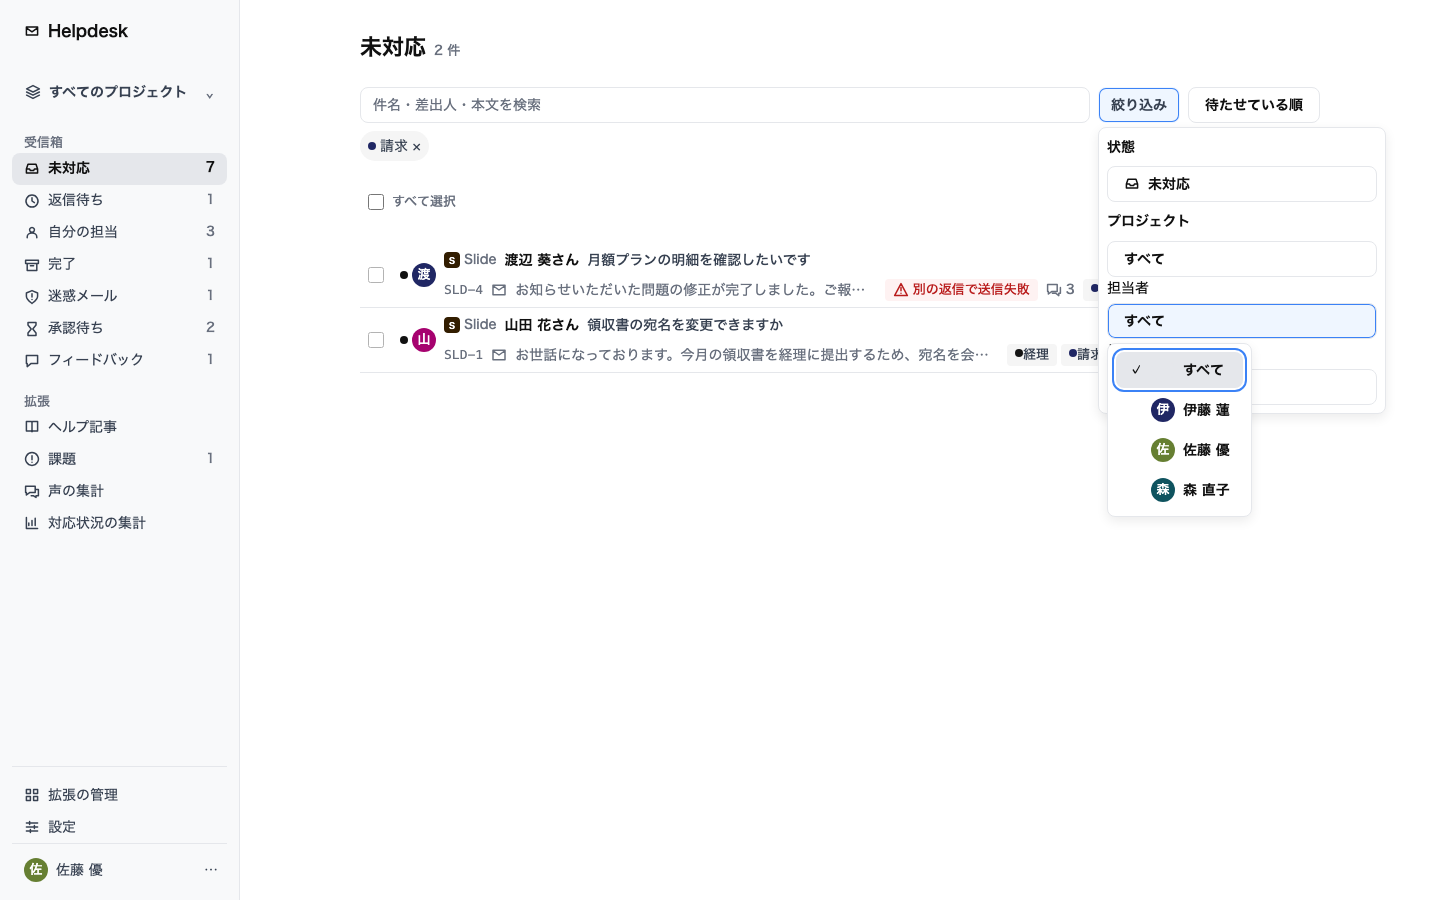 Helpdesk
すべてのプロジェクト
受信箱
未対応 7
返信待ち 1
自分の担当 3
完了 1
迷惑メール 1
承認待ち 2
フィードバック 1
拡張
ヘルプ記事
課題 1
声の集計
対応状況の集計
拡張の管理
設定
佐 佐藤 優 …
未対応 2 件
件名・差出人・本文を検索 絞り込み 待たせている順
請求 ×
すべて選択
渡 S Slide 渡辺 葵さん 月額プランの明細を確認したいです
SLD-4 お知らせいただいた問題の修正が完了しました。ご報… 別の返信で送信失敗 3
山 S Slide 山田 花さん 領収書の宛名を変更できますか
SLD-1 お世話になっております。今月の領収書を経理に提出するため、宛名を会… 経理 請求
状態
未対応
プロジェクト
すべて
担当者
すべて
✓ すべて
伊 伊藤 蓮
佐 佐藤 優
森 森 直子